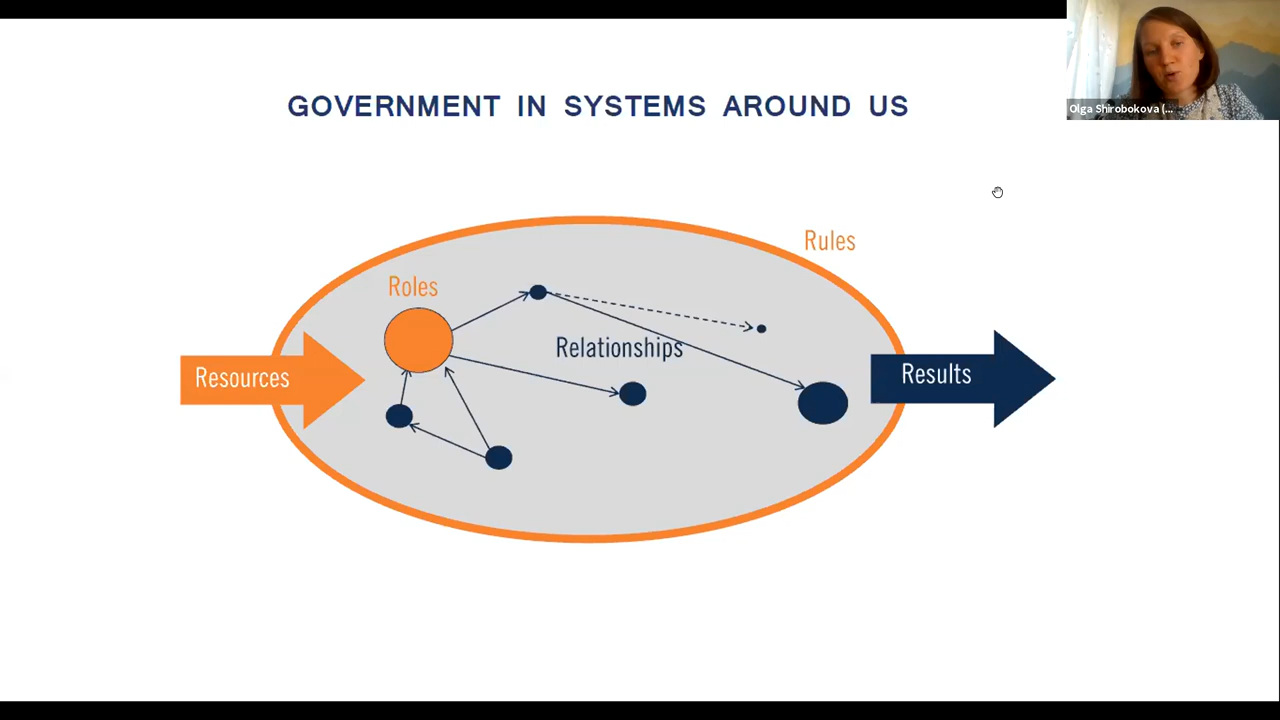 Olga Shirobokova (...
GOVERNMENT IN SYSTEMS AROUND US
Rules
Roles
Relationships
Resources
Results